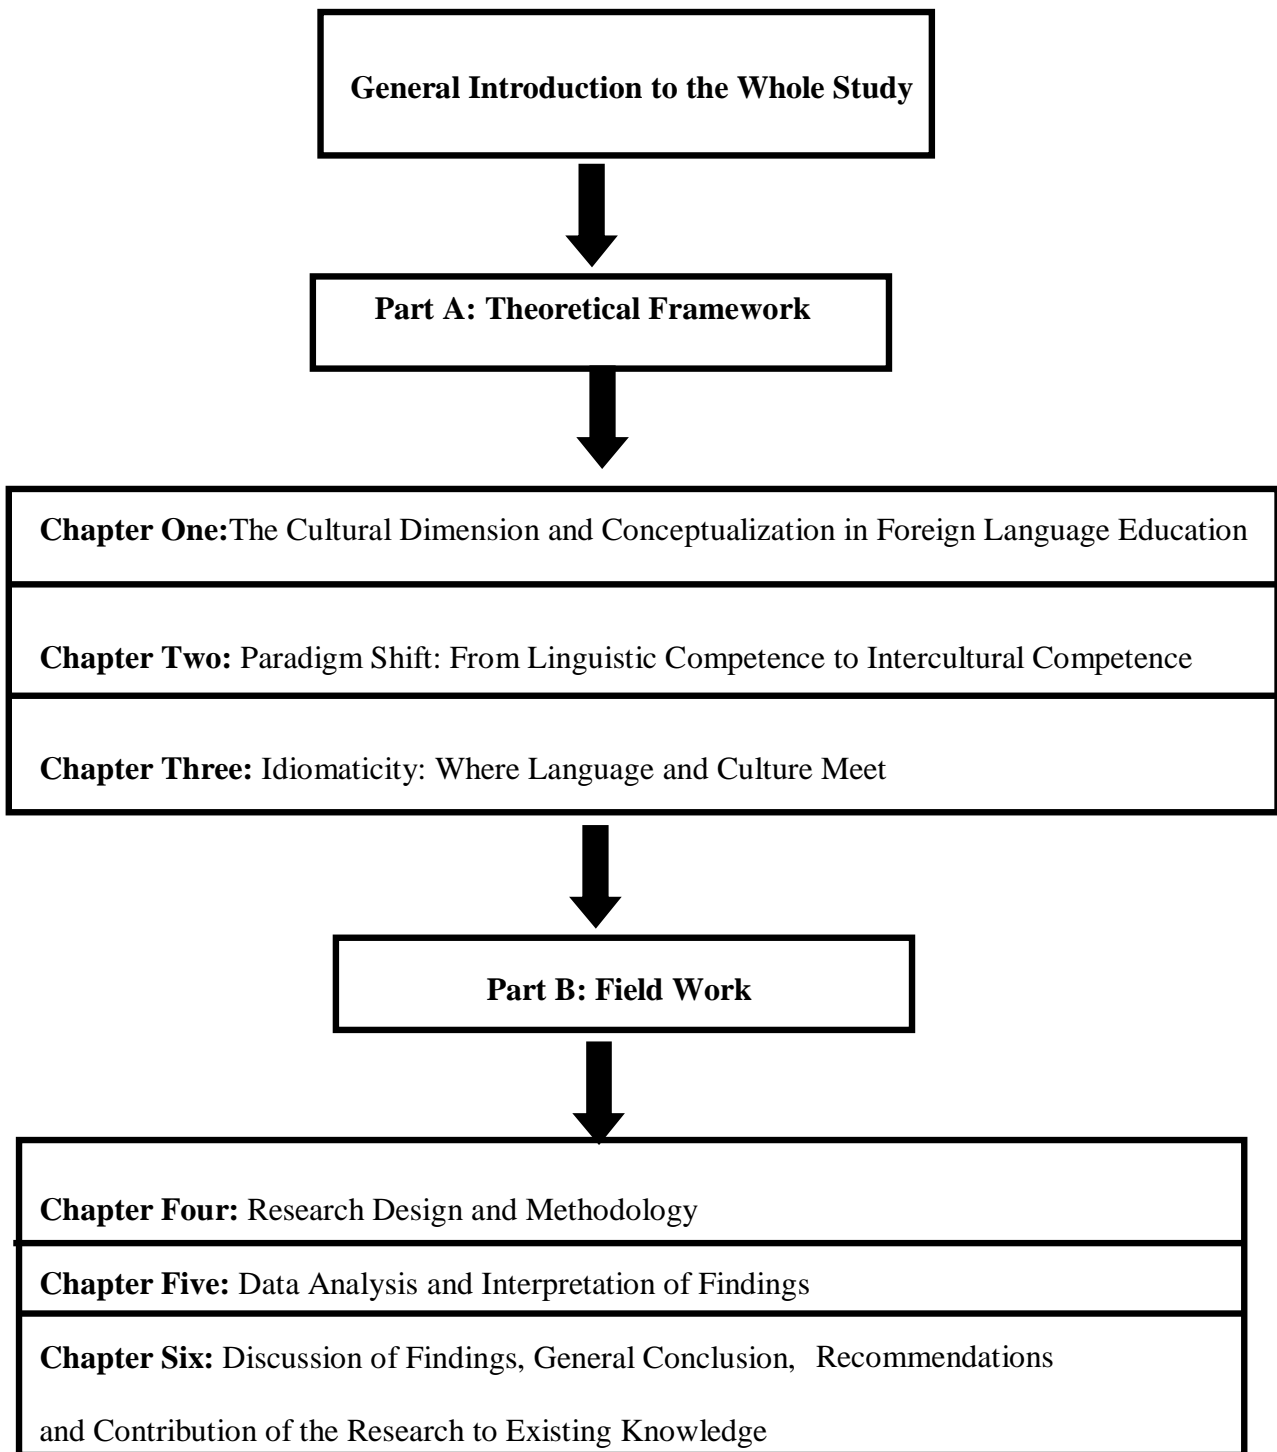 General Introduction to the Whole Study
Part A: Theoretical Framework
Chapter One:The Cultural Dimension and Conceptualization in Foreign Language Education
Chapter Two: Paradigm Shift: From Linguistic Competence to Intercultural Competence
Chapter Three: Idiomaticity: Where Language and Culture Meet
Part B: Field Work
Chapter Four: Research Design and Methodology
Chapter Five: Data Analysis and Interpretation of Findings
Chapter Six: Discussion of Findings, General Conclusion, Recommendations
and Contribution of the Research to Existing Knowledge